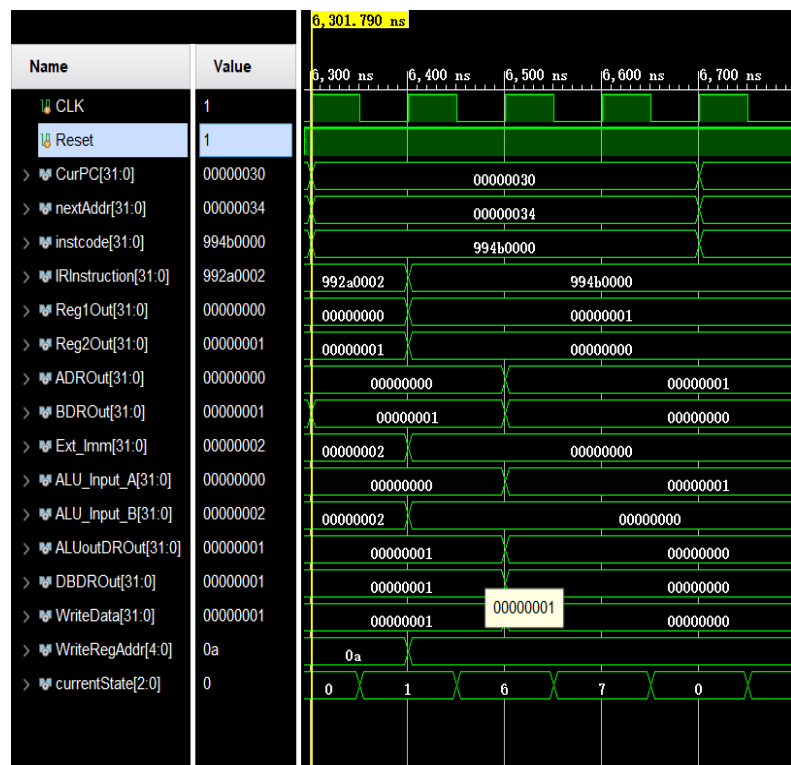 6,301.790 ns
Name Value 6,300 ns 6,400 ns 6,500 ns 6,600 ns 6,700 ns
CLK 1
Reset 1
CurPC[31:0] 00000030 00000030
nextAddr[31:0] 00000034 00000034
instcode[31:0] 994b0000 994b0000
IRInstruction[31:0] 992a0002 992a0002 994b0000
Reg1Out[31:0] 00000000 00000000 00000001
Reg2Out[31:0] 00000001 00000001 00000000
ADROut[31:0] 00000000 00000000 00000001
BDROut[31:0] 00000001 00000001 00000000
Ext_Imm[31:0] 00000002 00000002 00000000
ALU_Input_A[31:0] 00000000 00000000 00000001
ALU_Input_B[31:0] 00000002 00000002 00000000
ALUoutDROut[31:0] 00000001 00000001 00000000
DBDROut[31:0] 00000001 00000001 00000000
00000001
WriteData[31:0] 00000001 00000001 00000000
WriteRegAddr[4:0] 0a 0a
currentState[2:0] 0 0 1 6 7 0